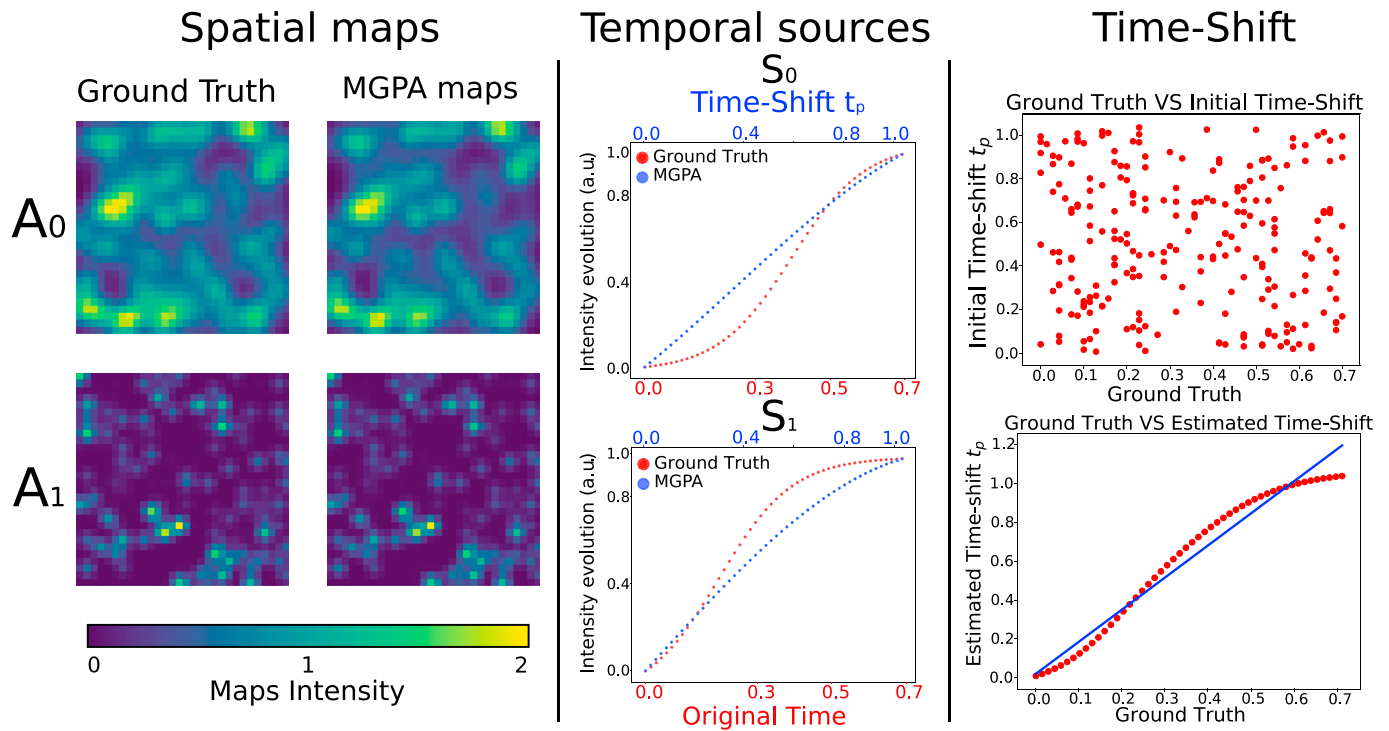 Spatial maps
Ground Truth
MGPA maps
A0
A1
0
1
2
Maps Intensity
Temporal sources
S0
Time-Shift tp
0.0 0.4 0.8 1.0
Intensity evolution (a.u)
1.0
0.8
0.4
0.0
Ground Truth
MGPA
0.0 0.3 0.5 0.7
S1
0.0 0.4 0.8 1.0
Intensity evolution (a.u)
1.0
0.8
0.4
0.0
Ground Truth
MGPA
0.0 0.3 0.5 0.7
Original Time
Time-Shift
Ground Truth VS Initial Time-Shift
Initial Time-shift tp
1.0
0.8
0.6
0.4
0.2
0.0
0.0 0.1 0.2 0.3 0.4 0.5 0.6 0.7
Ground Truth
Ground Truth VS Estimated Time-Shift
Estimated Time-shift tp
1.2
1.0
0.8
0.6
0.4
0.2
0.0
0.0 0.1 0.2 0.3 0.4 0.5 0.6 0.7
Ground Truth